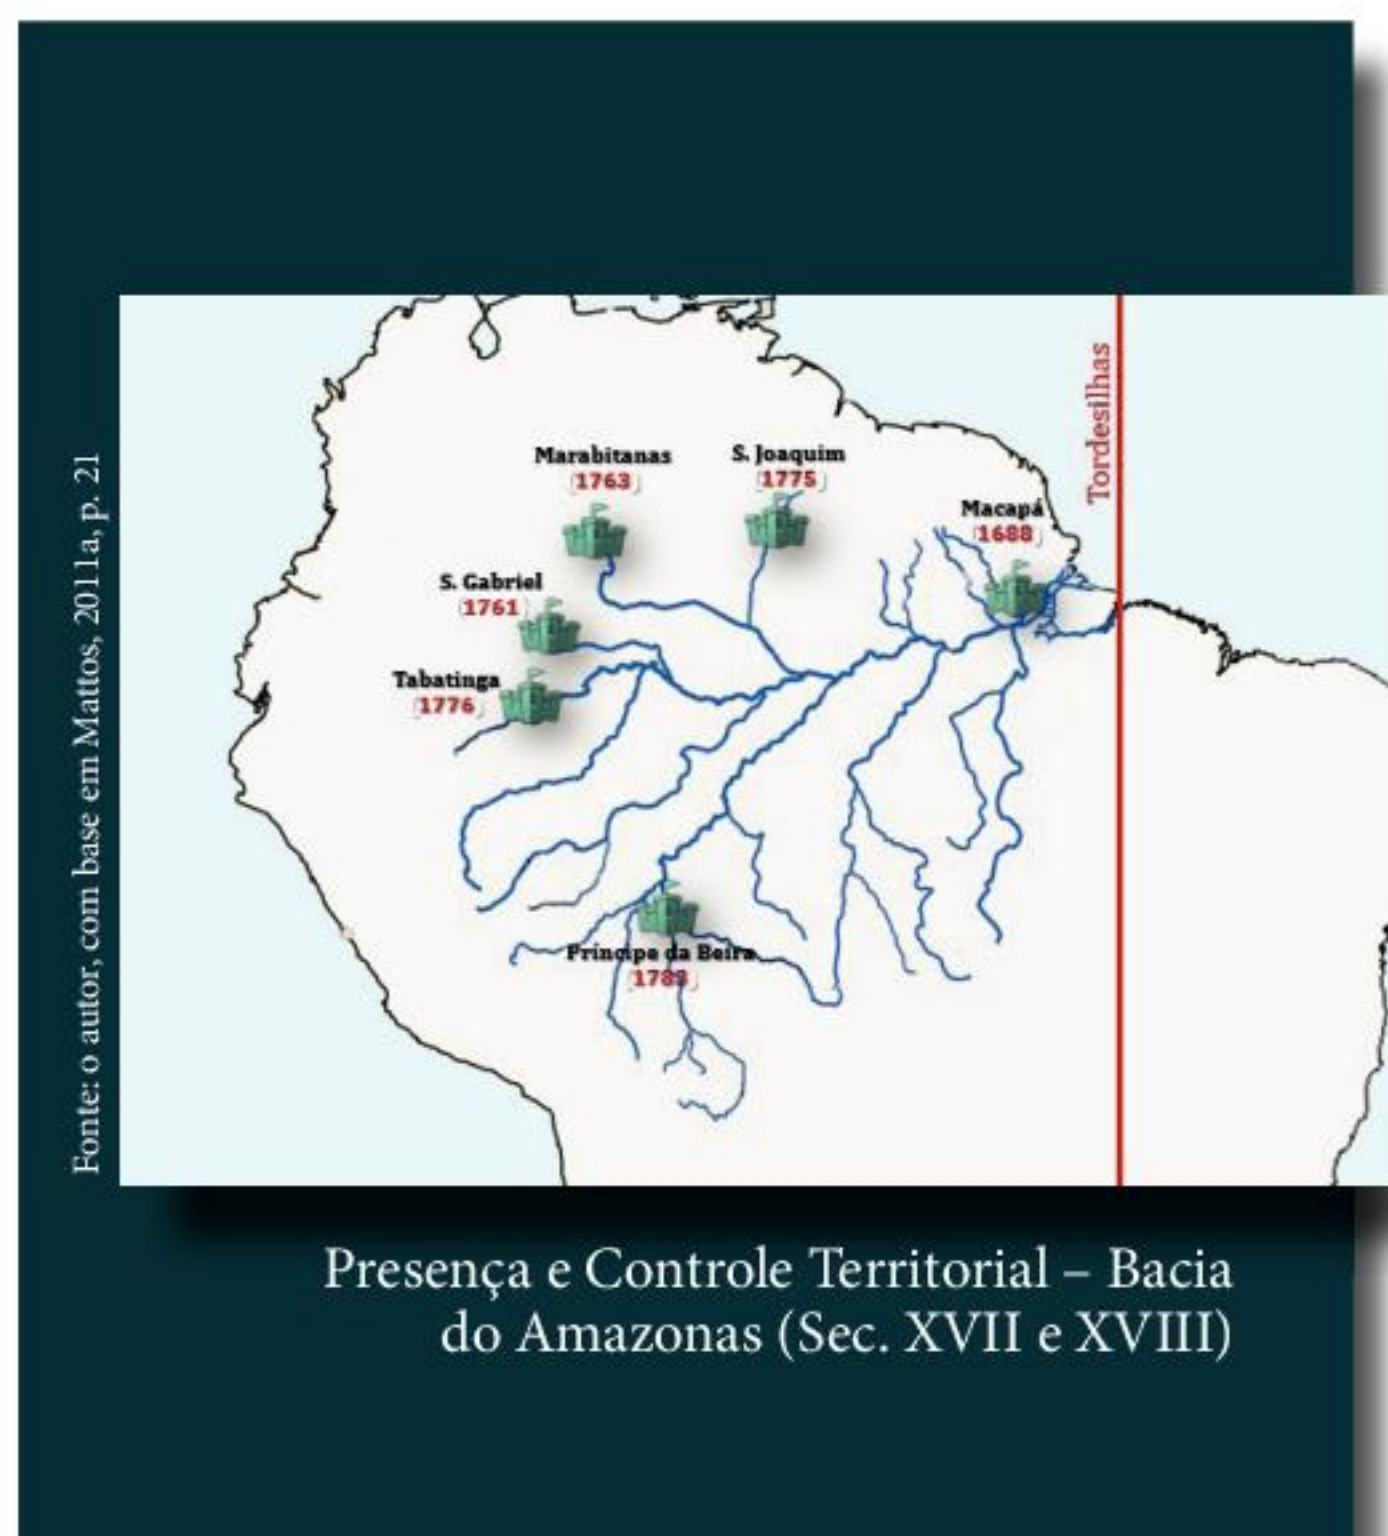 Fonte: o autor, com base em Mattos, 2011a, p. 21
Tordesilhas
Marabitanas
(1763)
S. Joaquim
(1775)
Macapá
(1688)
S. Gabriel
(1761)
Tabatinga
(1776)
Príncipe da Beira
Presença e Controle Territorial – Bacia
do Amazonas (Sec. XVII e XVIII)